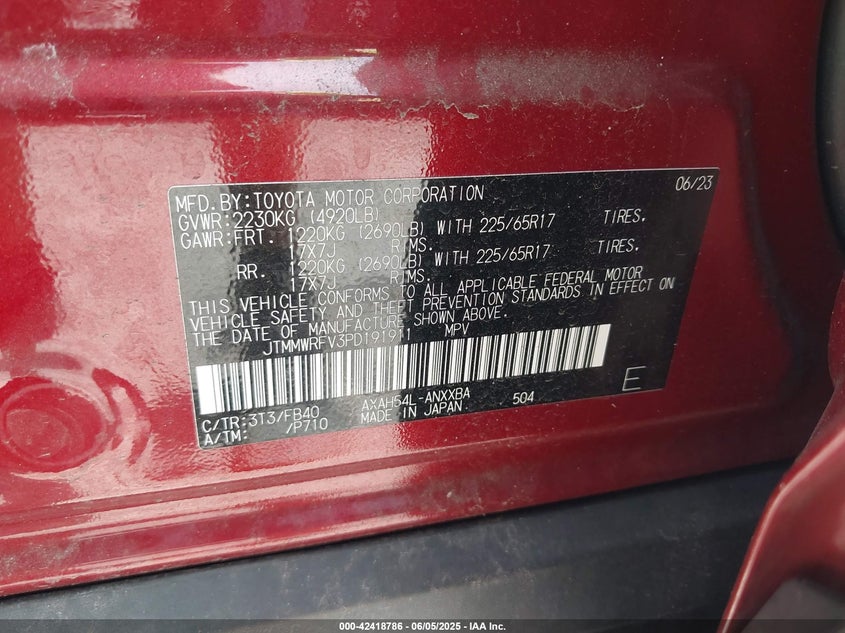 06/23
MFD. BY: TOYOTA MOTOR CORPORATION
GVWR: 2230KG (4920LB)
GAWR: FRT. 1220KG (2690LB) WITH 225/65R17 TIRES.
17X7J RIMS.
RR. 1220KG (2690LB) WITH 225/65R17 TIRES.
17X7J RIMS.
THIS VEHICLE CONFORMS TO ALL APPLICABLE FEDERAL MOTOR
VEHICLE SAFETY AND THEFT PREVENTION STANDARDS IN EFFECT ON
THE DATE OF MANUFACTURE SHOWN ABOVE.
JTMMWRFV3PD191911 MPV
E
C/TR: 3T3/FB40 AXAH54L-ANXXBA 504
A/TM: /P710 MADE IN JAPAN
000-42418786 - 06/05/2025 - IAA Inc.